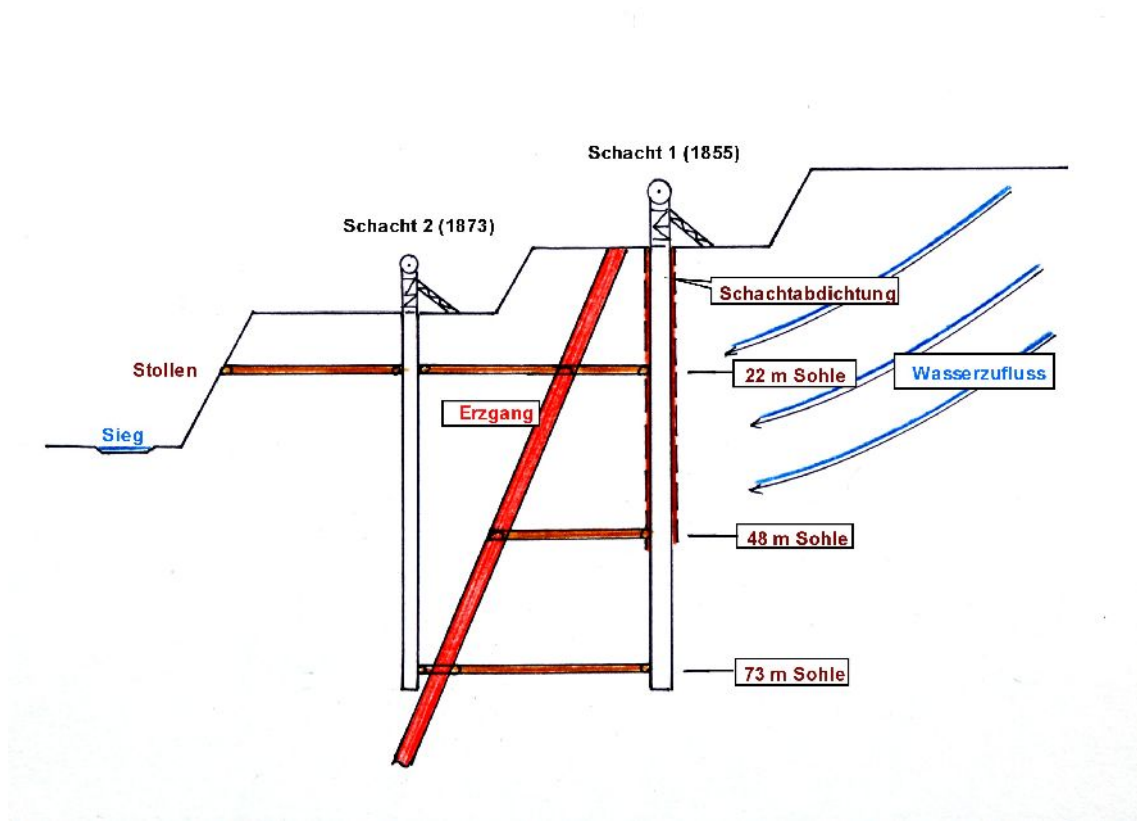 Schacht 1 (1855)
Schacht 2 (1873)
Schachtabdichtung
Stollen
22 m Sohle
Wasserzufluss
Erzgang
Sieg
48 m Sohle
73 m Sohle